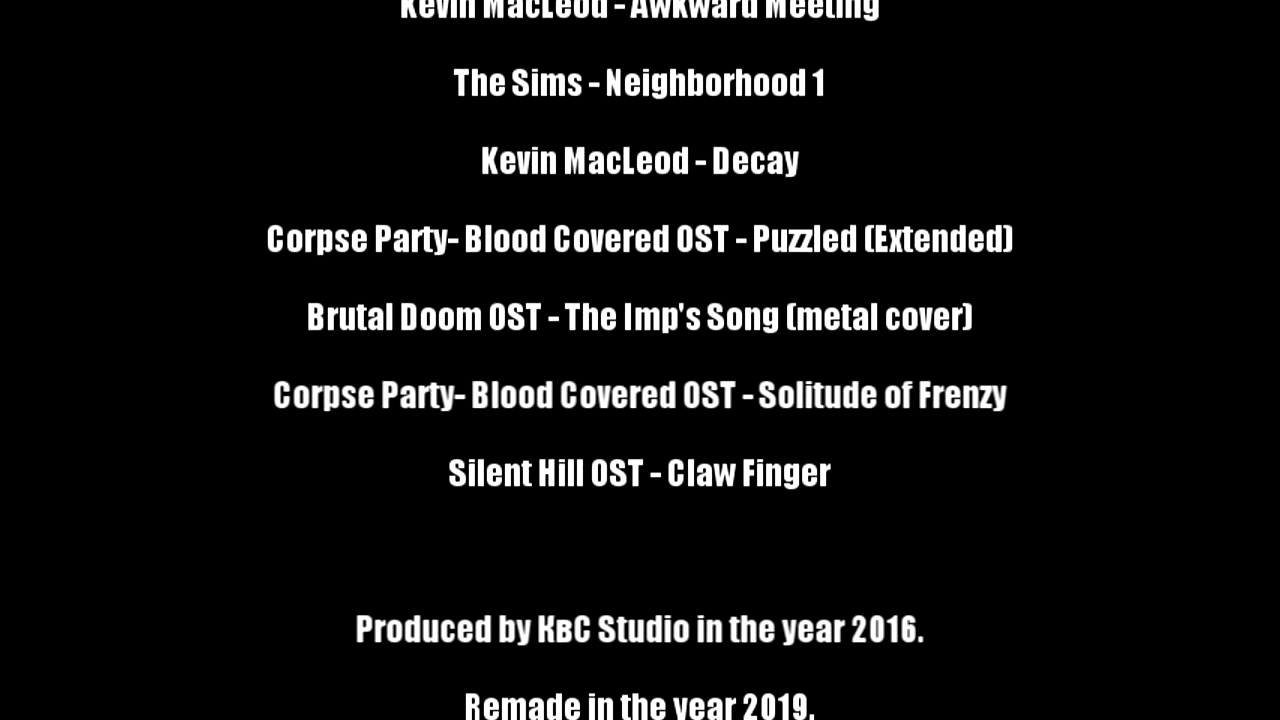 Kevin MacLeod - Awkward Meeting
The Sims - Neighborhood 1
Kevin MacLeod - Decay
Corpse Party- Blood Covered OST - Puzzled (Extended)
Brutal Doom OST - The Imp's Song (metal cover)
Corpse Party- Blood Covered OST - Solitude of Frenzy
Silent Hill OST - Claw Finger
Produced by КвС Studio in the year 2016.
Remade in the year 2019.